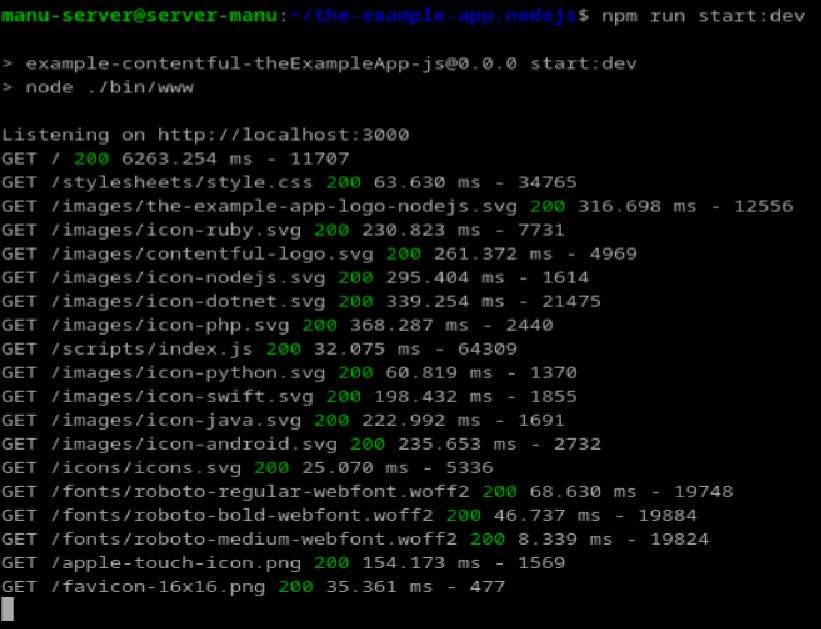 manu-server@server-manu:~/the-example-app.nodejs$ npm run start:dev
> example-contentful-theExampleApp-js@0.0.0 start:dev
> node ./bin/www
Listening on http://localhost:3000
GET / 200 6263.254 ms - 11707
GET /stylesheets/style.css 200 63.630 ms - 34765
GET /images/the-example-app-logo-nodejs.svg 200 316.698 ms - 12556
GET /images/icon-ruby.svg 200 230.823 ms - 7731
GET /images/contentful-logo.svg 200 261.372 ms - 4969
GET /images/icon-nodejs.svg 200 295.404 ms - 1614
GET /images/icon-dotnet.svg 200 339.254 ms - 21475
GET /images/icon-php.svg 200 368.287 ms - 2440
GET /scripts/index.js 200 32.075 ms - 64309
GET /images/icon-python.svg 200 60.819 ms - 1370
GET /images/icon-swift.svg 200 198.432 ms - 1855
GET /images/icon-java.svg 200 222.992 ms - 1691
GET /images/icon-android.svg 200 235.653 ms - 2732
GET /icons/icons.svg 200 25.070 ms - 5336
GET /fonts/roboto-regular-webfont.woff2 200 68.630 ms - 19748
GET /fonts/roboto-bold-webfont.woff2 200 46.737 ms - 19884
GET /fonts/roboto-medium-webfont.woff2 200 8.339 ms - 19824
GET /apple-touch-icon.png 200 154.173 ms - 1569
GET /favicon-16x16.png 200 35.361 ms - 477